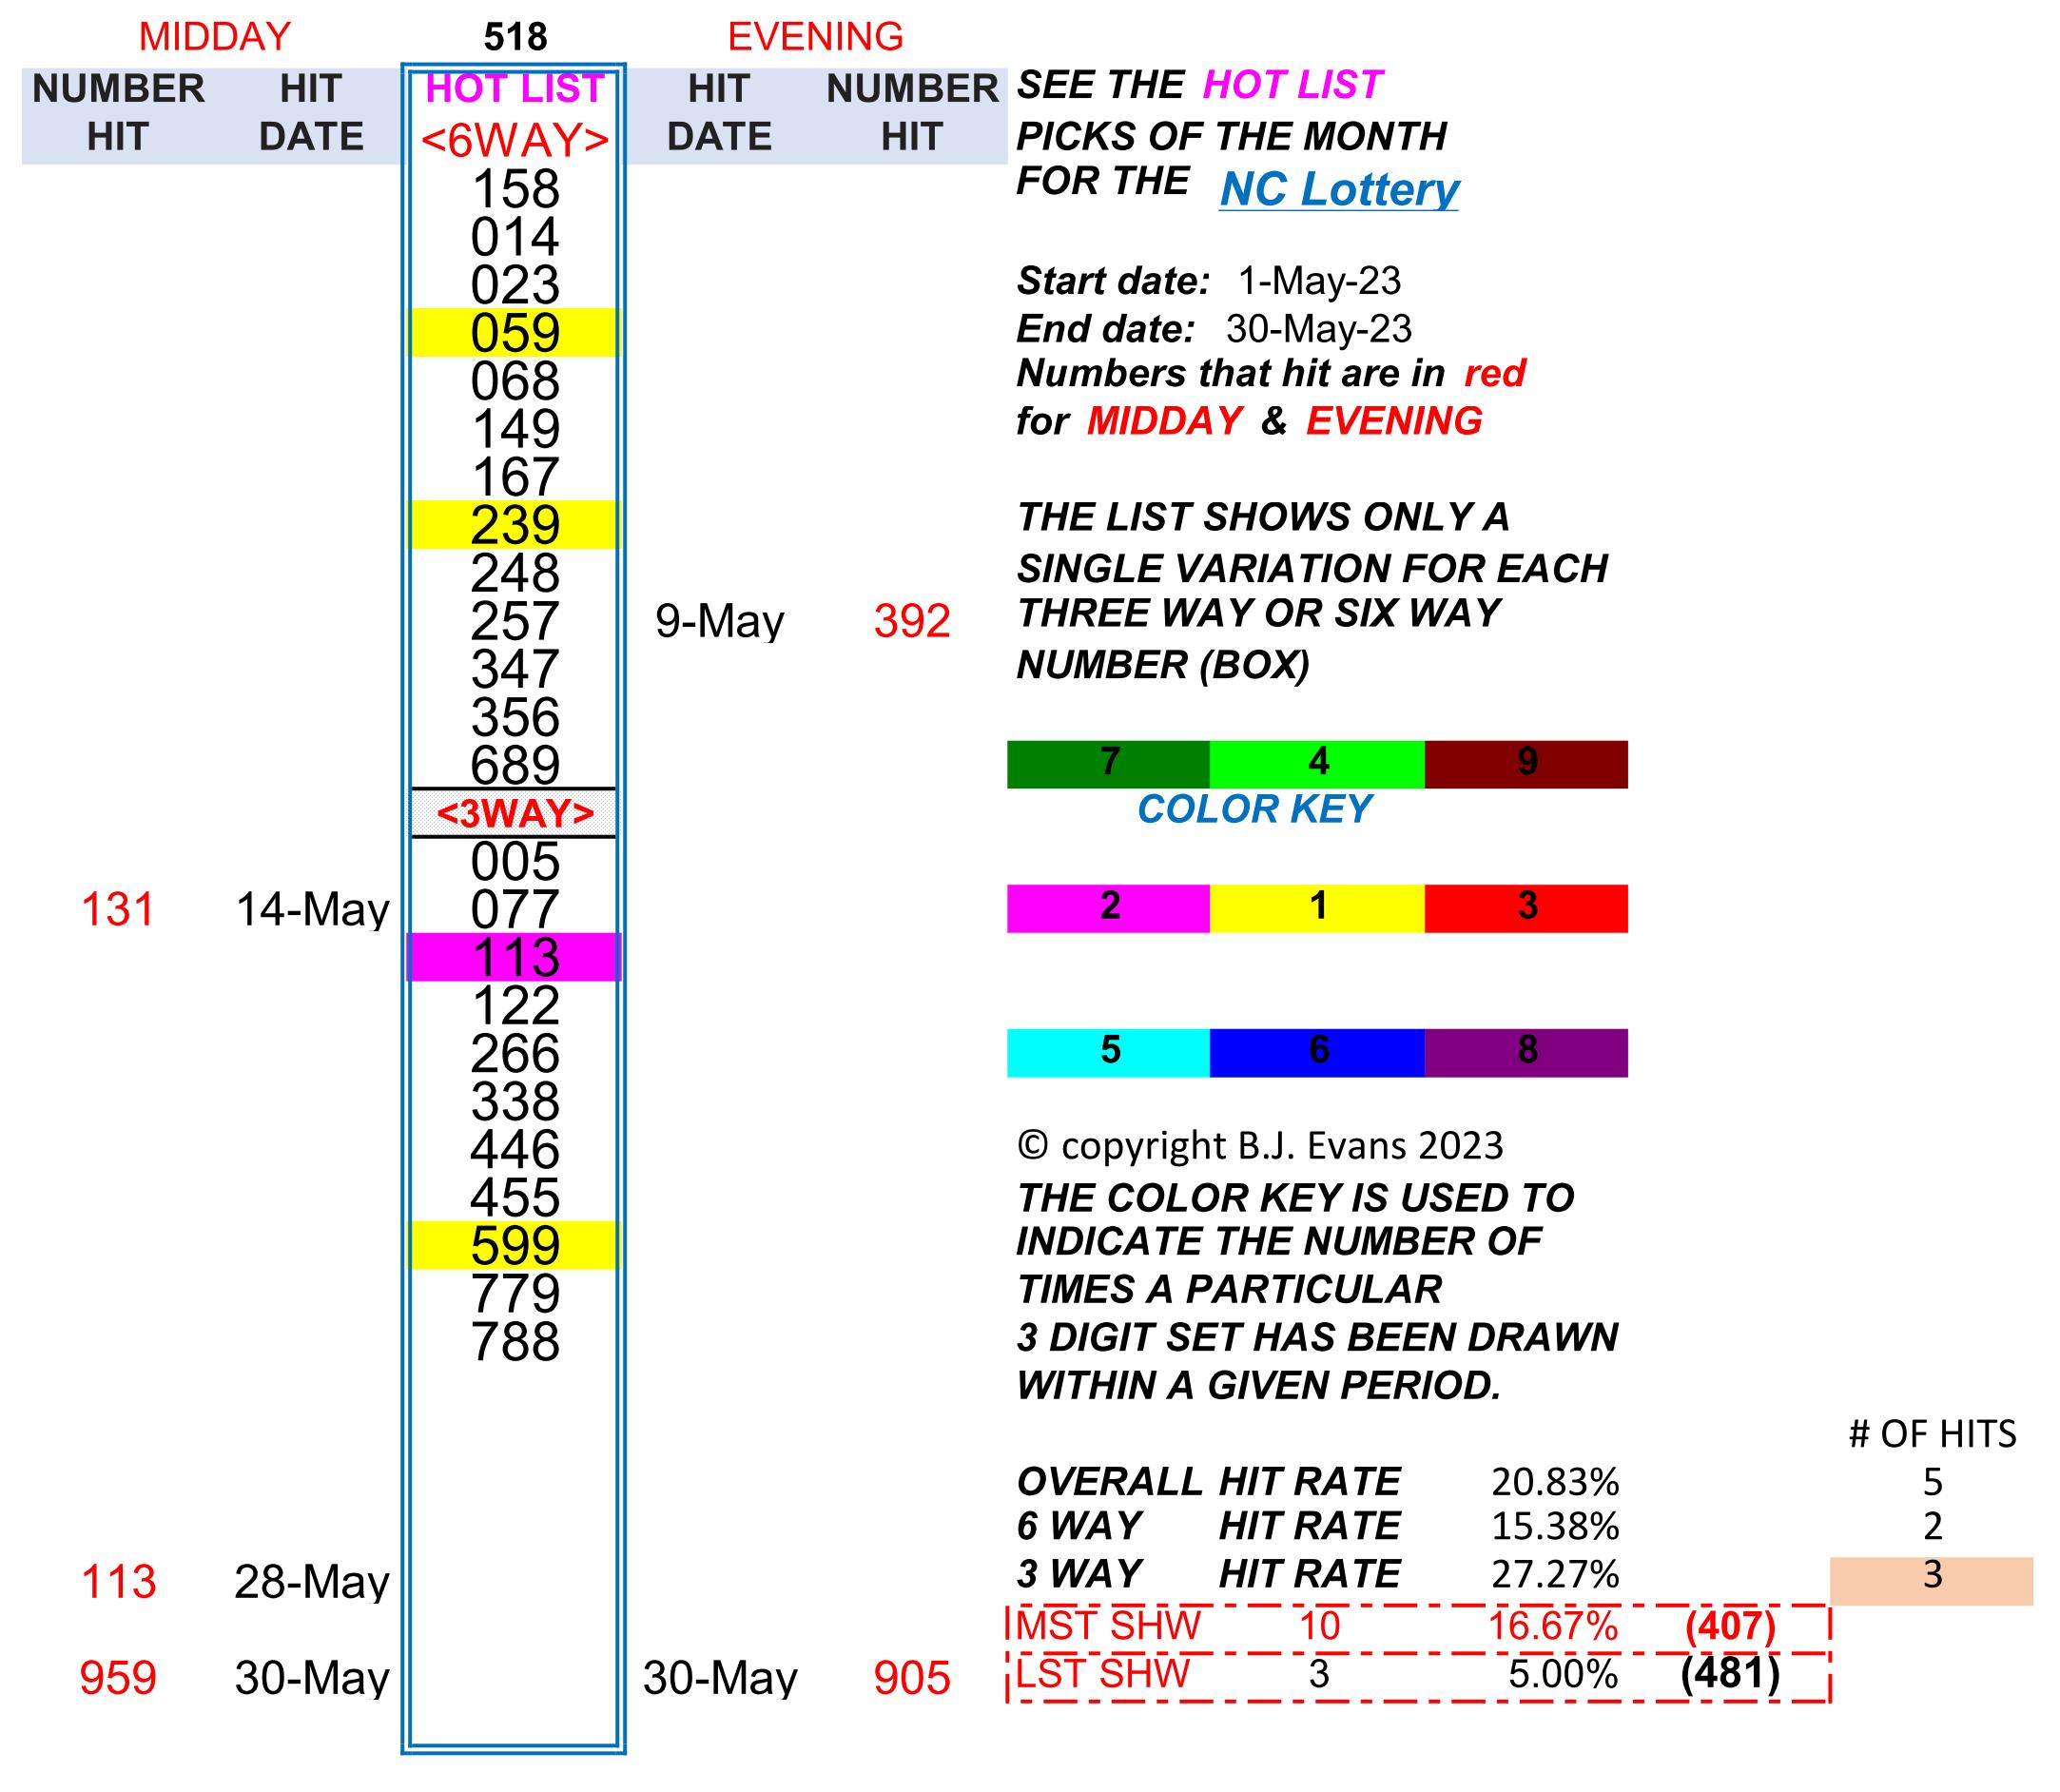 MIDDAY 518 EVENING
NUMBER HIT HOT LIST HIT NUMBER SEE THE HOT LIST
HIT DATE <6WAY> DATE HIT PICKS OF THE MONTH
158 FOR THE NC Lottery
014
023 Start date: 1-May-23
059 End date: 30-May-23
068 Numbers that hit are in red
149 for MIDDAY & EVENING
167
239 THE LIST SHOWS ONLY A
248 SINGLE VARIATION FOR EACH
257 9-May 392 THREE WAY OR SIX WAY
347 NUMBER (BOX)
356
689 7 4 9
<3WAY> COLOR KEY
005
131 14-May 077 2 1 3
113
122
266 5 6 8
338
446 © copyright B.J. Evans 2023
455 THE COLOR KEY IS USED TO
599 INDICATE THE NUMBER OF
779 TIMES A PARTICULAR
788 3 DIGIT SET HAS BEEN DRAWN
WITHIN A GIVEN PERIOD.
# OF HITS
OVERALL HIT RATE 20.83% 5
6 WAY HIT RATE 15.38% 2
113 28-May 3 WAY HIT RATE 27.27% 3
MST SHW 10 16.67% (407)
959 30-May 30-May 905 LST SHW 3 5.00% (481)